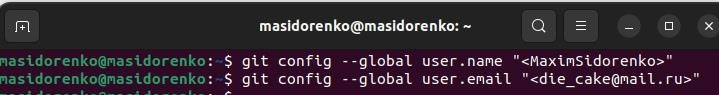 masidorenko@masidorenko: ~
masidorenko@masidorenko:~$ git config --global user.name "<MaximSidorenko>"
masidorenko@masidorenko:~$ git config --global user.email "<die_cake@mail.ru>"